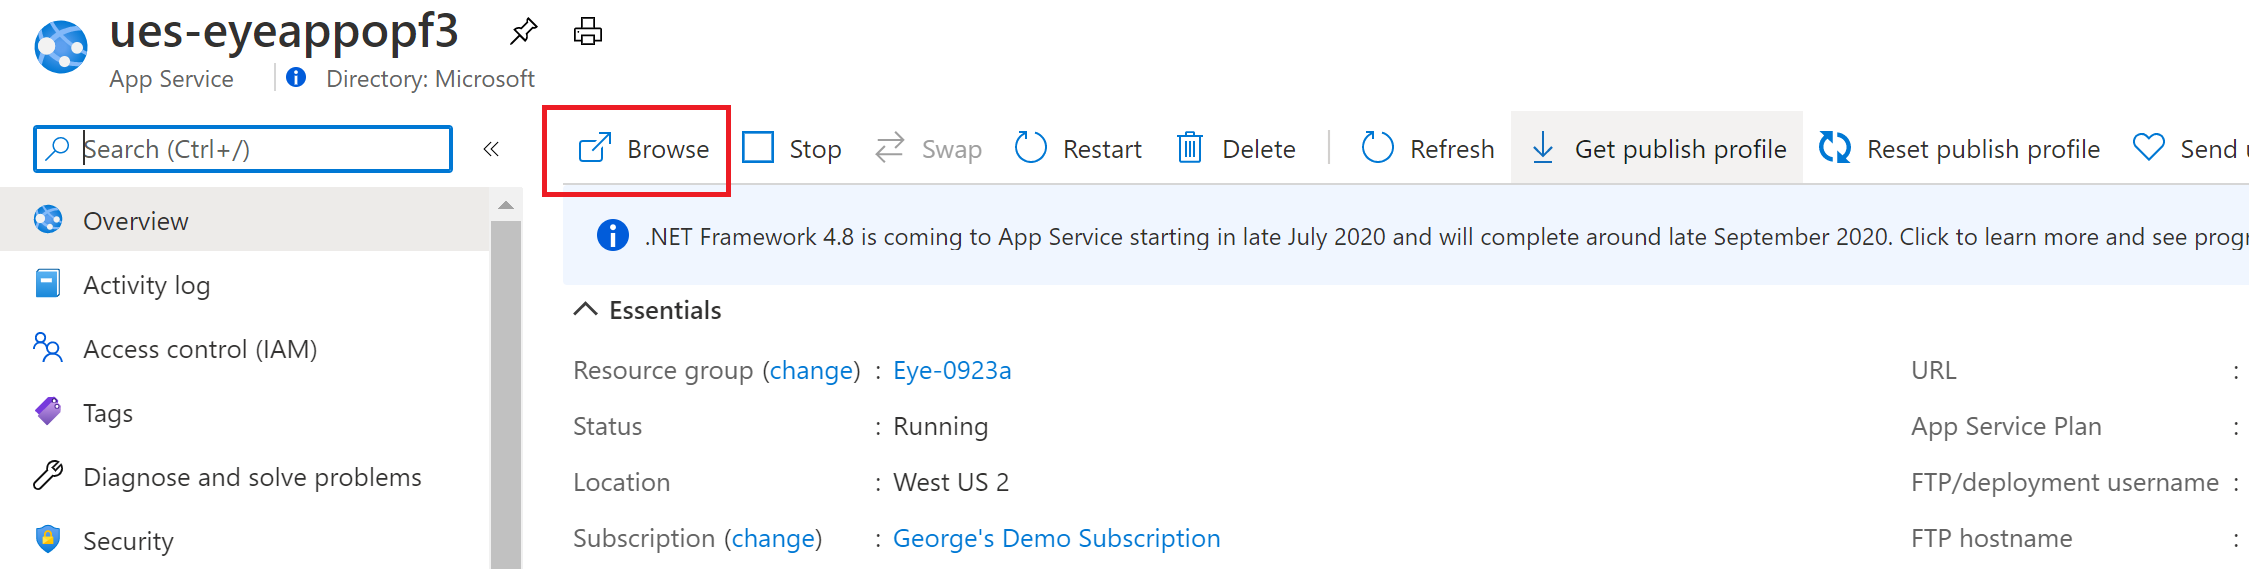 ues-eyeappopf3
App Service
Directory: Microsoft
Search (Ctrl+/)
«
Browse
Stop
Swap
Restart
Delete
Refresh
Get publish profile
Reset publish profile
Send
.NET Framework 4.8 is coming to App Service starting in late July 2020 and will complete around late September 2020. Click to learn more and see
Overview
Activity log
Access control (IAM)
Tags
Diagnose and solve problems
Security
Essentials
Resource group (change) : Eye-0923a
Status : Running
Location : West US 2
Subscription (change) : George's Demo Subscription
URL :
App Service Plan :
FTP/deployment username :
FTP hostname :